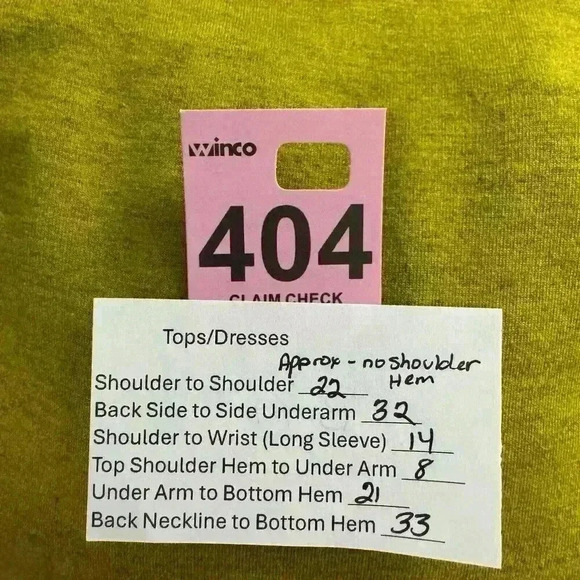 winco
404
CLAIM CHECK
Tops/Dresses
Approx - no shoulder
Hem
Shoulder to Shoulder 22
Back Side to Side Underarm 32
Shoulder to Wrist (Long Sleeve) 14
Top Shoulder Hem to Under Arm 8
Under Arm to Bottom Hem 21
Back Neckline to Bottom Hem 33